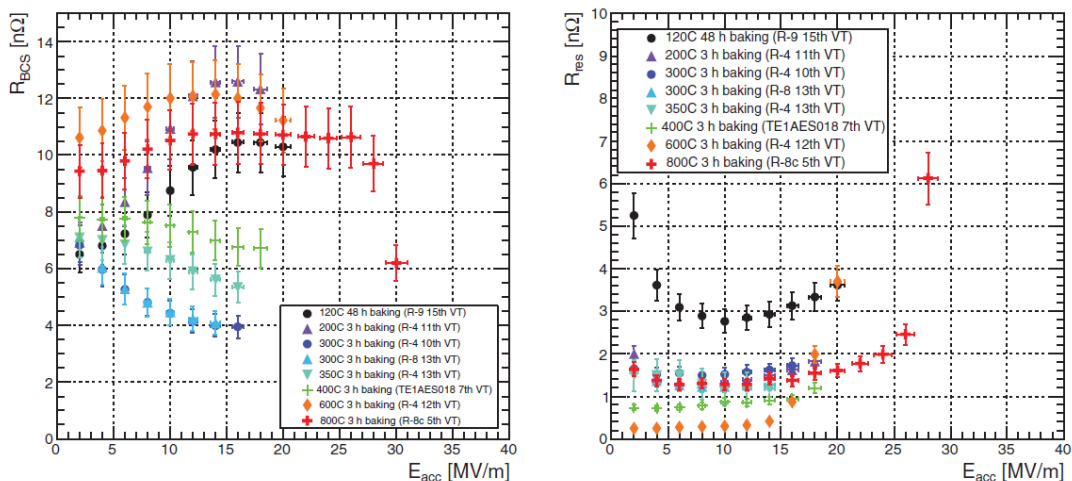 R_BCS [nΩ]
14
12
10
8
6
4
2
0
120C 48 h baking (R-9 15th VT)
200C 3 h baking (R-4 11th VT)
300C 3 h baking (R-4 10th VT)
300C 3 h baking (R-8 13th VT)
350C 3 h baking (R-4 13th VT)
400C 3 h baking (TE1AES018 7th VT)
600C 3 h baking (R-4 12th VT)
800C 3 h baking (R-8c 5th VT)
0 5 10 15 20 25 30 35 40
E_acc [MV/m]
R_res [nΩ]
10
9
8
7
6
5
4
3
2
1
0
120C 48 h baking (R-9 15th VT)
200C 3 h baking (R-4 11th VT)
300C 3 h baking (R-4 10th VT)
300C 3 h baking (R-8 13th VT)
350C 3 h baking (R-4 13th VT)
400C 3 h baking (TE1AES018 7th VT)
600C 3 h baking (R-4 12th VT)
800C 3 h baking (R-8c 5th VT)
0 5 10 15 20 25 30 35 40
E_acc [MV/m]